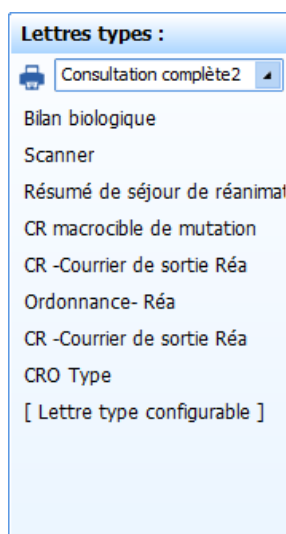 Lettres types :
Consultation complète2
Bilan biologique
Scanner
Résumé de séjour de réanimat
CR macrocible de mutation
CR -Courrier de sortie Réa
Ordonnance- Réa
CR -Courrier de sortie Réa
CRO Type
[ Lettre type configurable ]